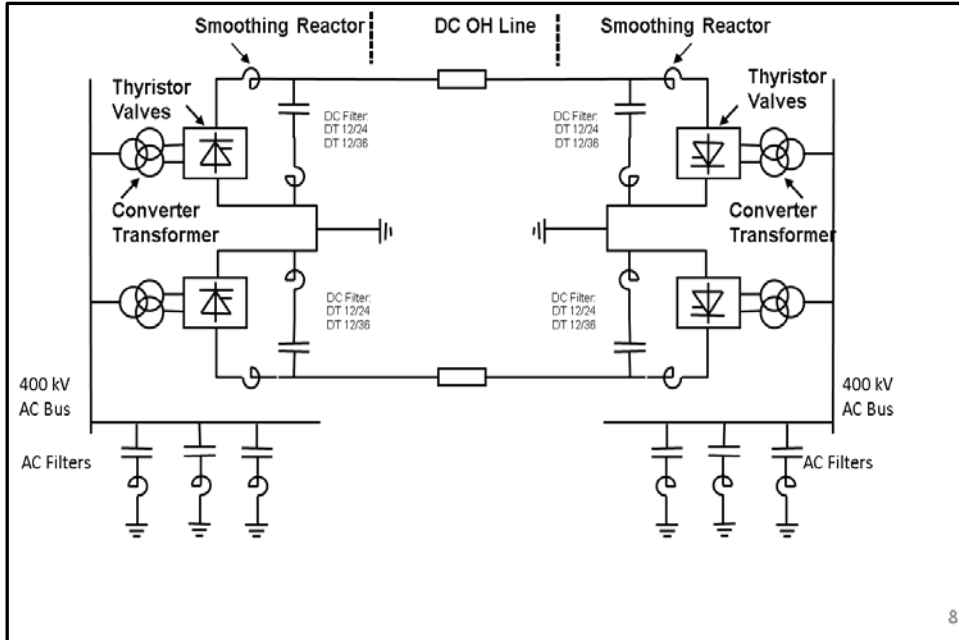 Smoothing Reactor
DC OH Line
Smoothing Reactor
Thyristor
Valves
DC Filter:
DT 12/24
DT 12/36
DC Filter:
DT 12/24
DT 12/36
Thyristor
Valves
Converter
Transformer
Converter
Transformer
DC Filter:
DT 12/24
DT 12/36
DC Filter:
DT 12/24
DT 12/36
400 kV
AC Bus
400 kV
AC Bus
AC Filters
AC Filters
8